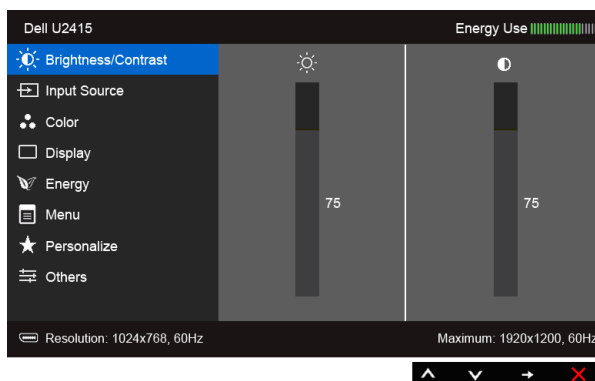 Dell U2415
Energy Use
Brightness/Contrast
Input Source
Color
Display
Energy
Menu
Personalize
Others
75
75
Resolution: 1024x768, 60Hz
Maximum: 1920x1200, 60Hz